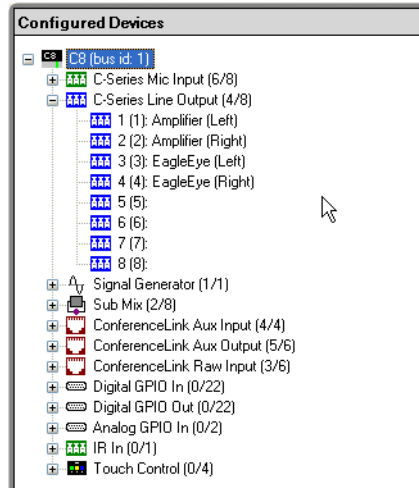 Configured Devices
C8 C8 (bus id: 1)
C-Series Mic Input (6/8)
C-Series Line Output (4/8)
1 (1): Amplifier (Left)
2 (2): Amplifier (Right)
3 (3): EagleEye (Left)
4 (4): EagleEye (Right)
5 (5):
6 (6):
7 (7):
8 (8):
Signal Generator (1/1)
Sub Mix (2/8)
ConferenceLink Aux Input (4/4)
ConferenceLink Aux Output (5/6)
ConferenceLink Raw Input (3/6)
Digital GPIO In (0/22)
Digital GPIO Out (0/22)
Analog GPIO In (0/2)
IR In (0/1)
Touch Control (0/4)